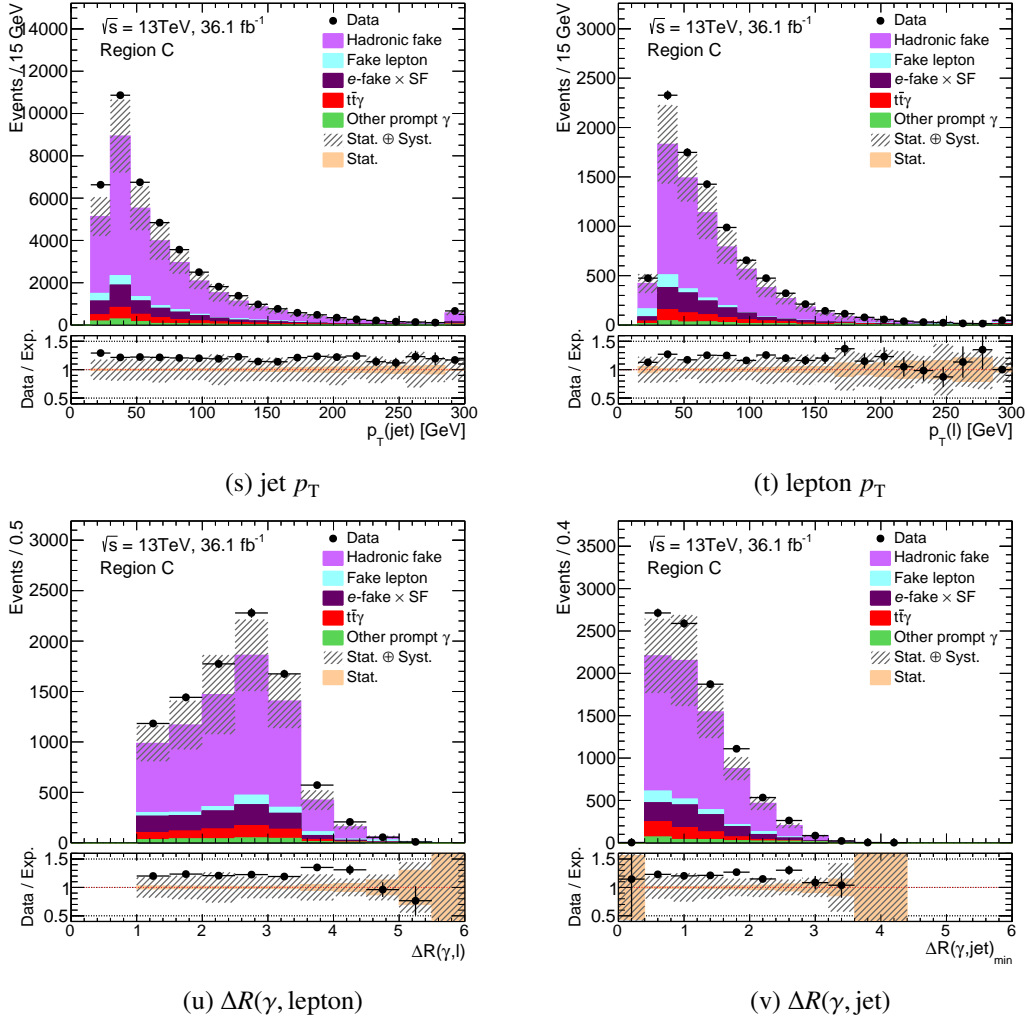 Events / 15 GeV
14000
12000
10000
8000
6000
4000
2000
0
√s = 13TeV, 36.1 fb⁻¹
Region C
Data
Hadronic fake
Fake lepton
e-fake × SF
tt̄γ
Other prompt γ
Stat. ⊕ Syst.
Stat.
Data / Exp.
1.5
1
0.5
0 50 100 150 200 250 300
p_T(jet) [GeV]
(s) jet p_T
Events / 15 GeV
3000
2500
2000
1500
1000
500
0
√s = 13TeV, 36.1 fb⁻¹
Region C
Data
Hadronic fake
Fake lepton
e-fake × SF
tt̄γ
Other prompt γ
Stat. ⊕ Syst.
Stat.
Data / Exp.
1.5
1
0.5
0 50 100 150 200 250 300
p_T(l) [GeV]
(t) lepton p_T
Events / 0.5
3000
2500
2000
1500
1000
500
0
√s = 13TeV, 36.1 fb⁻¹
Region C
Data
Hadronic fake
Fake lepton
e-fake × SF
tt̄γ
Other prompt γ
Stat. ⊕ Syst.
Stat.
Data / Exp.
1.5
1
0.5
0 1 2 3 4 5 6
ΔR(γ,l)
(u) ΔR(γ, lepton)
Events / 0.4
3500
3000
2500
2000
1500
1000
500
0
√s = 13TeV, 36.1 fb⁻¹
Region C
Data
Hadronic fake
Fake lepton
e-fake × SF
tt̄γ
Other prompt γ
Stat. ⊕ Syst.
Stat.
Data / Exp.
1.5
1
0.5
0 1 2 3 4 5 6
ΔR(γ,jet)_min
(v) ΔR(γ, jet)